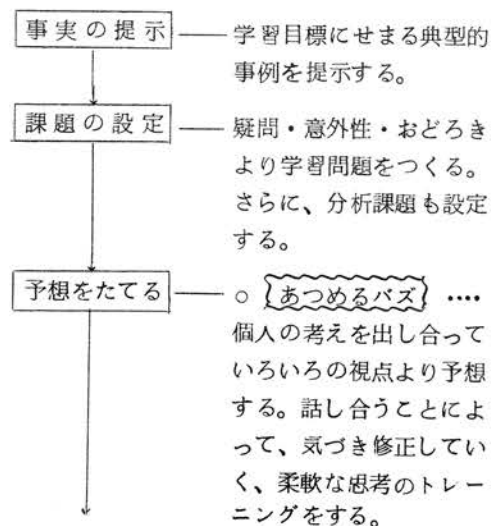 事実の提示 学習目標にせまる典型的
事例を提示する。
課題の設定 疑問・意外性・おどろき
より学習問題をつくる。
さらに、分析課題も設定
する。
予想をたてる ○ あつめるバズ ‥‥
個人の考えを出し合って
いろいろの視点より予想
する。話し合うことによ
って、気づき修正してい
く、柔軟な思考のトレー
ニングをする。